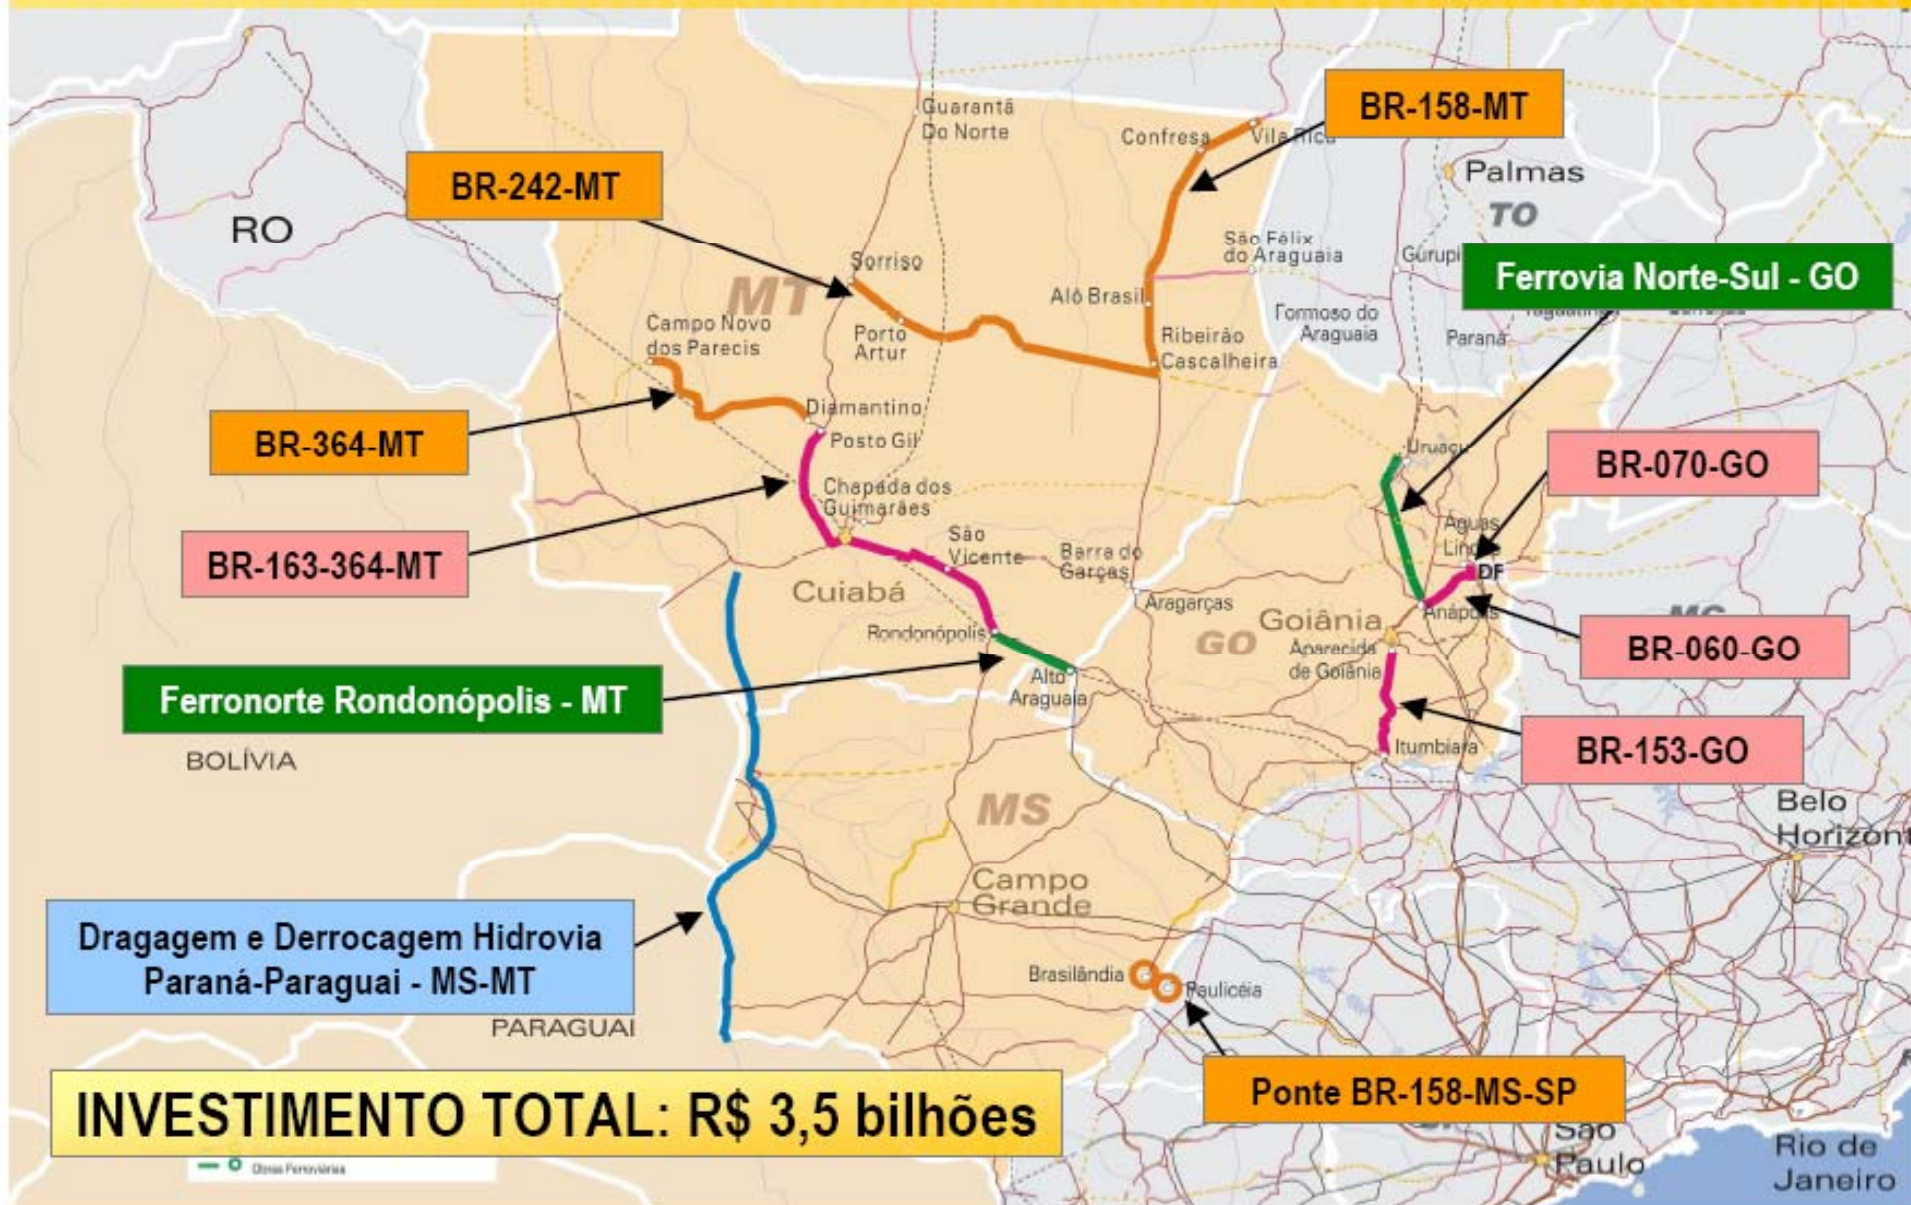 Guarantã
Do Norte
Confresa
Vila Rica
BR-158-MT
BR-242-MT
Palmas
TO
RO
Sorriso
MT
São Félix
do Araguaia
Gurupi
Ferrovia Norte-Sul - GO
Alô Brasil
Campo Novo
dos Parecis
Porto
Artur
Formoso do
Araguaia
Paranã
Ribeirão
Cascalheira
Diamantino
Posto Gil
BR-364-MT
Uruaçu
BR-070-GO
Chapada dos
Guimarães
Águas
Lindas
São
Vicente
Barra do
Garças
BR-163-364-MT
DF
Cuiabá
Aragarças
Anápolis
Goiânia
GO
MG
Rondonópolis
Aparecida
de Goiânia
BR-060-GO
Alto
Araguaia
Ferronorte Rondonópolis - MT
BOLÍVIA
Itumbiara
BR-153-GO
MS
Belo
Horizont
Campo
Grande
Dragagem e Derrocagem Hidrovia
Paraná-Paraguai - MS-MT
Brasilândia
Paulicéia
PARAGUAI
INVESTIMENTO TOTAL: R$ 3,5 bilhões
Ponte BR-158-MS-SP
São
Paulo
Rio de
Janeiro
Obras Ferroviárias